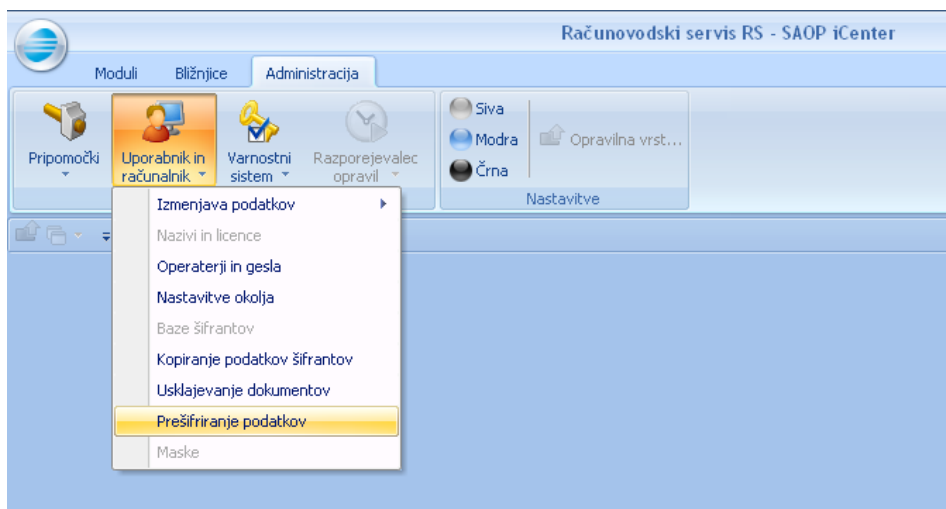 Računovodski servis RS - SAOP iCenter
Moduli Bližnjice Administracija
Pripomočki
Uporabnik in računalnik
Varnostni sistem
Razporejevalec opravil
Siva
Modra
Črna
Opravilna vrst...
Nastavitve
Izmenjava podatkov
Nazivi in licence
Operaterji in gesla
Nastavitve okolja
Baze šifrantov
Kopiranje podatkov šifrantov
Usklajevanje dokumentov
Prešifriranje podatkov
Maske